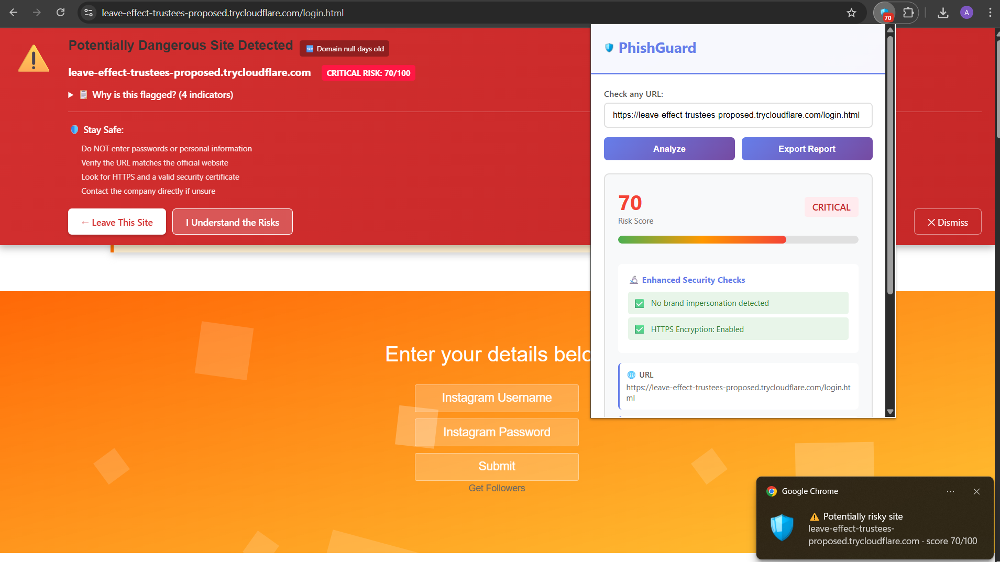 leave-effect-trustees-proposed.trycloudflare.com/login.html
70
A
Potentially Dangerous Site Detected
NEW Domain null days old
leave-effect-trustees-proposed.trycloudflare.com
CRITICAL RISK: 70/100
Why is this flagged? (4 indicators)
Stay Safe:
Do NOT enter passwords or personal information
Verify the URL matches the official website
Look for HTTPS and a valid security certificate
Contact the company directly if unsure
← Leave This Site
I Understand the Risks
✕ Dismiss
PhishGuard
Check any URL:
https://leave-effect-trustees-proposed.trycloudflare.com/login.html
Analyze
Export Report
70
Risk Score
CRITICAL
Enhanced Security Checks
No brand impersonation detected
HTTPS Encryption: Enabled
URL
https://leave-effect-trustees-proposed.trycloudflare.com/login.ht
ml
Enter your details belo
Instagram Username
Instagram Password
Submit
Get Followers
Google Chrome
Potentially risky site
leave-effect-trustees-
proposed.trycloudflare.com · score 70/100